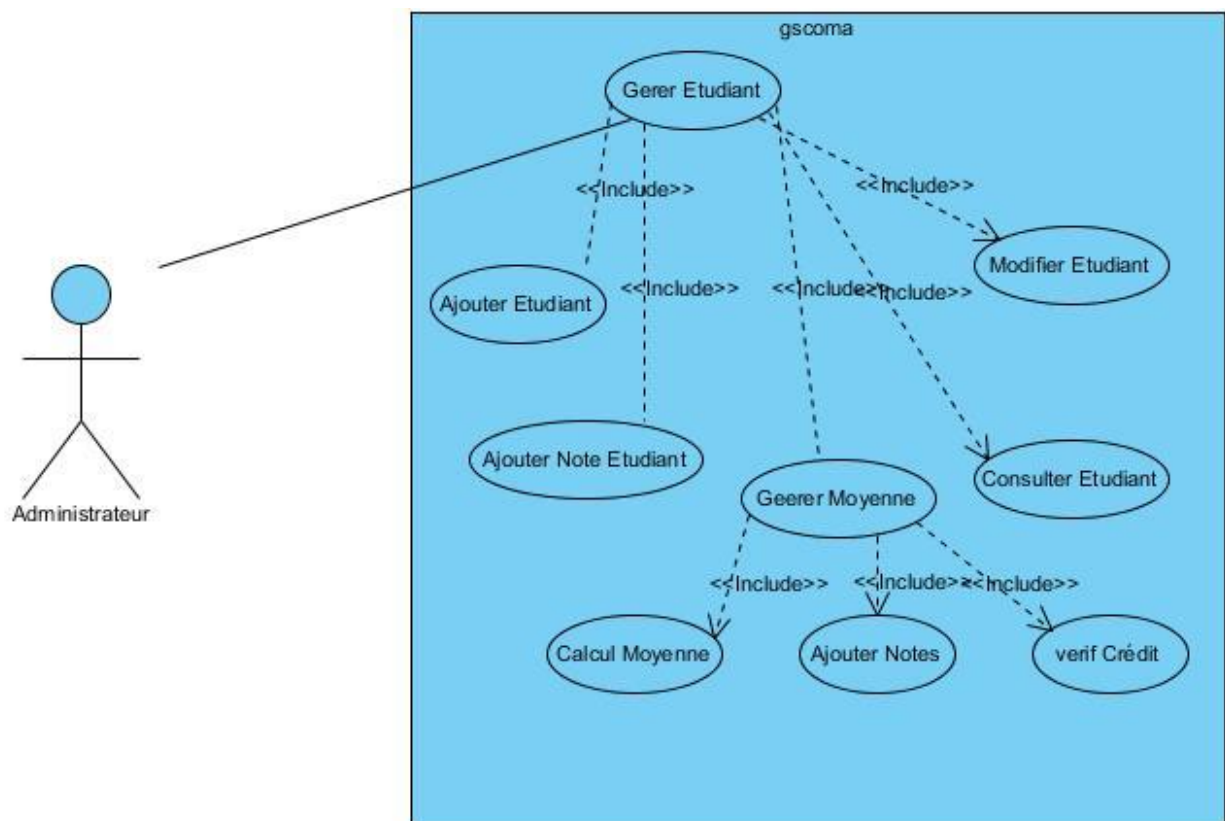 gscoma
Gerer Etudiant
<<Include>>
<<Include>>
Modifier Etudiant
Ajouter Etudiant
<<Include>>
<<Include>>
<<Include>>
Ajouter Note Etudiant
Consulter Etudiant
Geerer Moyenne
Administrateur
<<Include>>
<<Include>>
<<Include>>
Calcul Moyenne
Ajouter Notes
verif Crédit